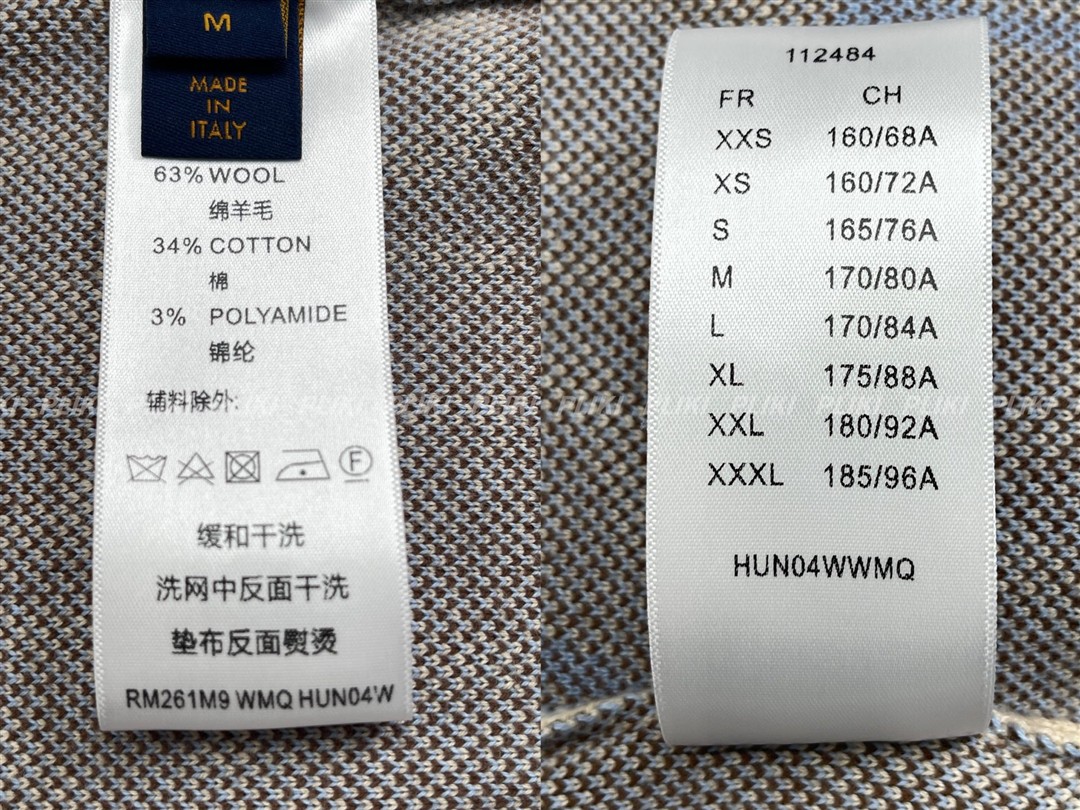 M
MADE
IN
ITALY
63% WOOL
绵羊毛
34% COTTON
棉
3% POLYAMIDE
锦纶
辅料除外:
F
缓和干洗
洗网中反面干洗
垫布反面熨烫
RM261M9 WMQ HUN04W
112484
FR CH
XXS 160/68A
XS 160/72A
S 165/76A
M 170/80A
L 170/84A
XL 175/88A
XXL 180/92A
XXXL 185/96A
HUN04WWMQ